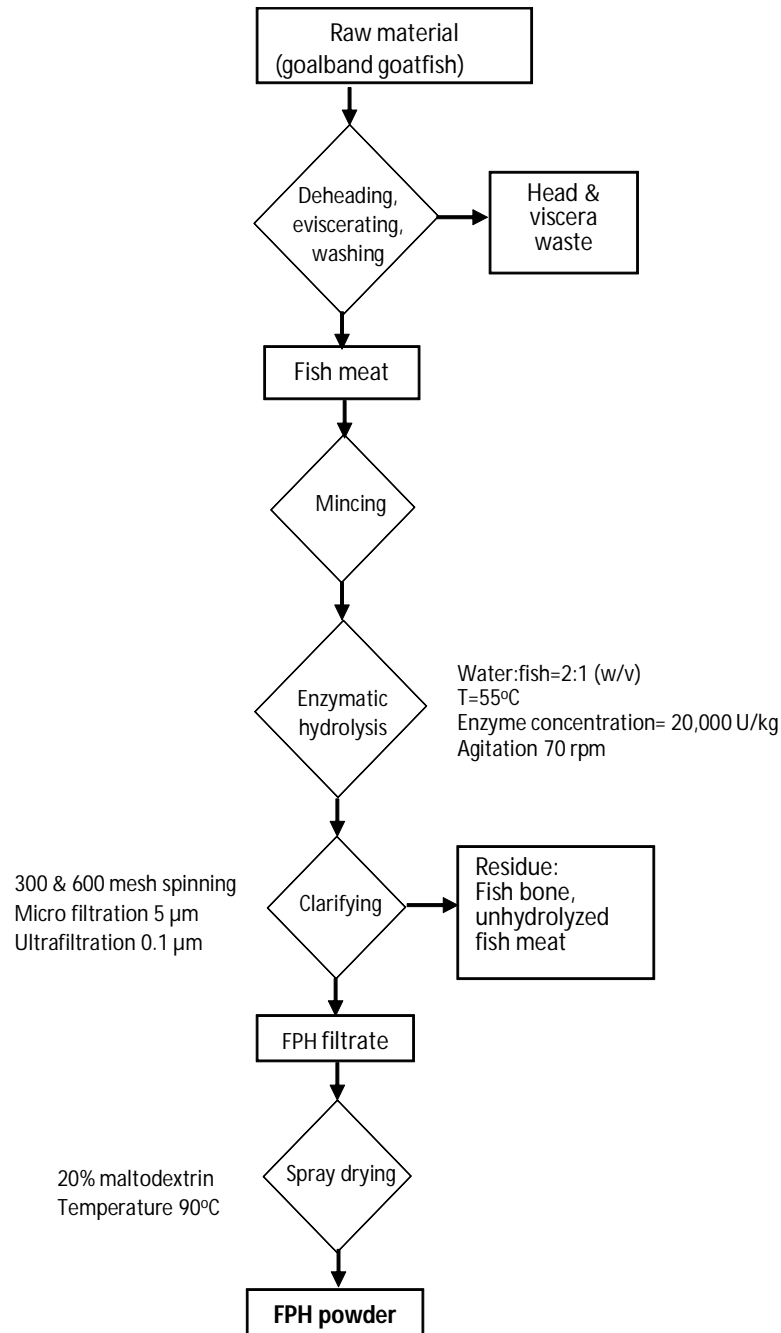 Raw material
(goalband goatfish)
Deheading,
eviscerating,
washing
Head &
viscera
waste
Fish meat
Mincing
Enzymatic
hydrolysis
Water:fish=2:1 (w/v)
T=55ºC
Enzyme concentration= 20,000 U/kg
Agitation 70 rpm
300 & 600 mesh spinning
Micro filtration 5 µm
Ultrafiltration 0.1 µm
Clarifying
Residue:
Fish bone,
unhydrolyzed
fish meat
FPH filtrate
20% maltodextrin
Temperature 90ºC
Spray drying
FPH powder